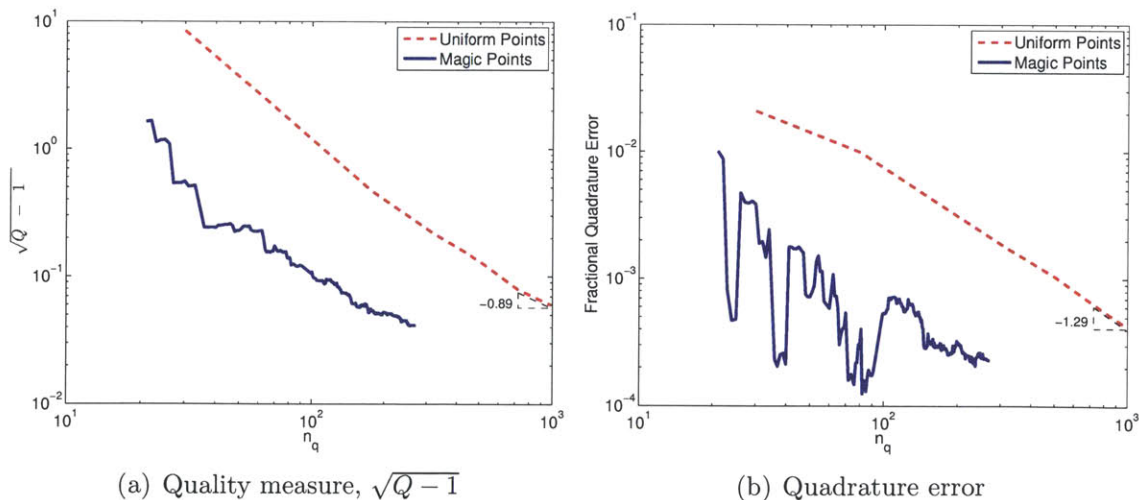 10^1
10^0
10^{-1}
10^{-2}
√Q − 1
Uniform Points
Magic Points
−0.89
10^1
10^2
10^3
n_q
(a) Quality measure, √Q − 1
10^{-1}
10^{-2}
10^{-3}
10^{-4}
Fractional Quadrature Error
Uniform Points
Magic Points
−1.29
10^1
10^2
10^3
n_q
(b) Quadrature error